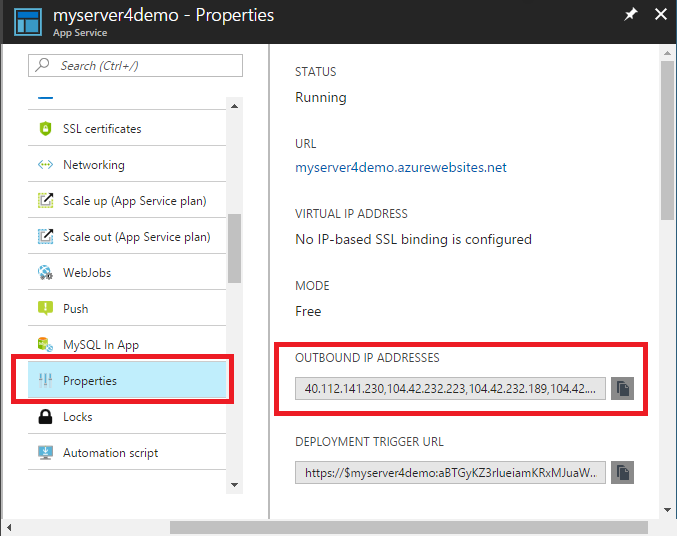 myserver4demo - Properties
App Service
Search (Ctrl+/)
SSL certificates
Networking
Scale up (App Service plan)
Scale out (App Service plan)
WebJobs
Push
MySQL In App
Properties
Locks
Automation script
STATUS
Running
URL
myserver4demo.azurewebsites.net
VIRTUAL IP ADDRESS
No IP-based SSL binding is configured
MODE
Free
OUTBOUND IP ADDRESSES
40.112.141.230,104.42.232.223,104.42.232.189,104.42....
DEPLOYMENT TRIGGER URL
https://$myserver4demo:aBTGyKZ3rIueiamKRxMJuaW...